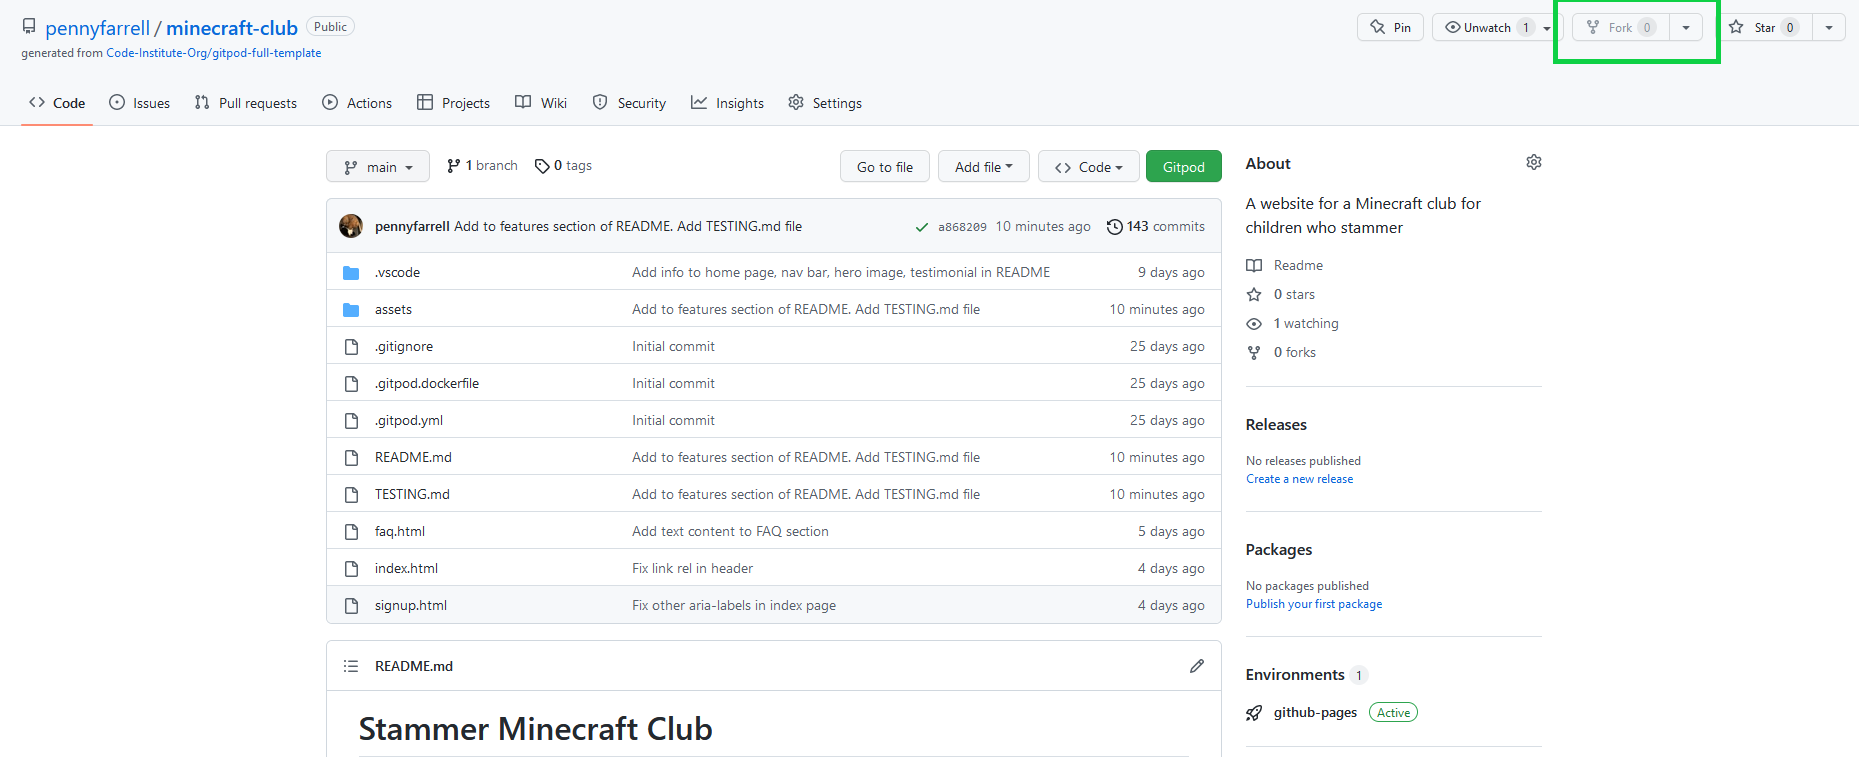 pennyfarrell / minecraft-club Public
Pin Unwatch 1 Fork 0 Star 0
generated from Code-Institute-Org/gitpod-full-template
Code Issues Pull requests Actions Projects Wiki Security Insights Settings
main 1 branch 0 tags Go to file Add file Code Gitpod
pennyfarrell Add to features section of README. Add TESTING.md file a868209 10 minutes ago 143 commits
.vscode Add info to home page, nav bar, hero image, testimonial in README 9 days ago
assets Add to features section of README. Add TESTING.md file 10 minutes ago
.gitignore Initial commit 25 days ago
.gitpod.dockerfile Initial commit 25 days ago
.gitpod.yml Initial commit 25 days ago
README.md Add to features section of README. Add TESTING.md file 10 minutes ago
TESTING.md Add to features section of README. Add TESTING.md file 10 minutes ago
faq.html Add text content to FAQ section 5 days ago
index.html Fix link rel in header 4 days ago
signup.html Fix other aria-labels in index page 4 days ago
README.md
Stammer Minecraft Club
About
A website for a Minecraft club for
children who stammer
Readme
0 stars
1 watching
0 forks
Releases
No releases published
Create a new release
Packages
No packages published
Publish your first package
Environments 1
github-pages Active